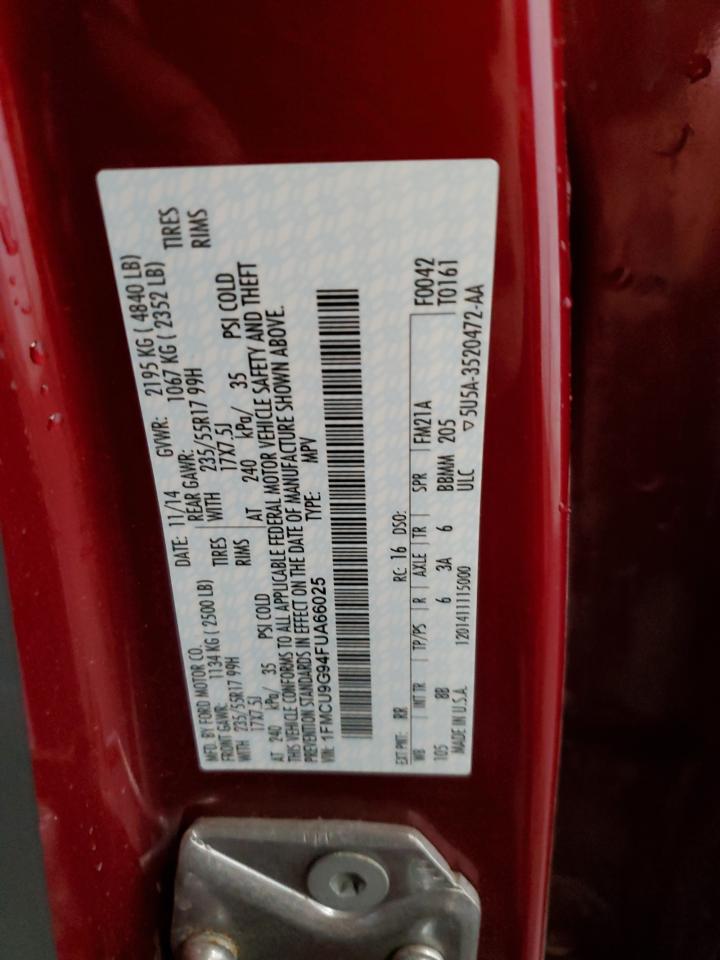 MFD. BY FORD MOTOR CO.
DATE: 11/14 GVWR: 2195 KG ( 4840 LB)
FRONT GAWR: 1134 KG ( 2500 LB) REAR GAWR: 1067 KG ( 2352 LB)
WITH 235/55R17 99H TIRES WITH 235/55R17 99H TIRES
17X7.5J RIMS 17X7.5J RIMS
AT 240 kPa/ 35 PSI COLD AT 240 kPa/ 35 PSI COLD
THIS VEHICLE CONFORMS TO ALL APPLICABLE FEDERAL MOTOR VEHICLE SAFETY AND THEFT
PREVENTION STANDARDS IN EFFECT ON THE DATE OF MANUFACTURE SHOWN ABOVE.
VIN: 1FMCU9G94FUA66025 TYPE: MPV
EXT PNT: RR RC: 16 DSO: F0042
WB INT TR TP/PS R AXLE TR SPR FM21A T0161
105 8B 6 3A 6 BBMM 205
MADE IN U.S.A. 12014111115000 ULC ▽5U5A-3520472-AA